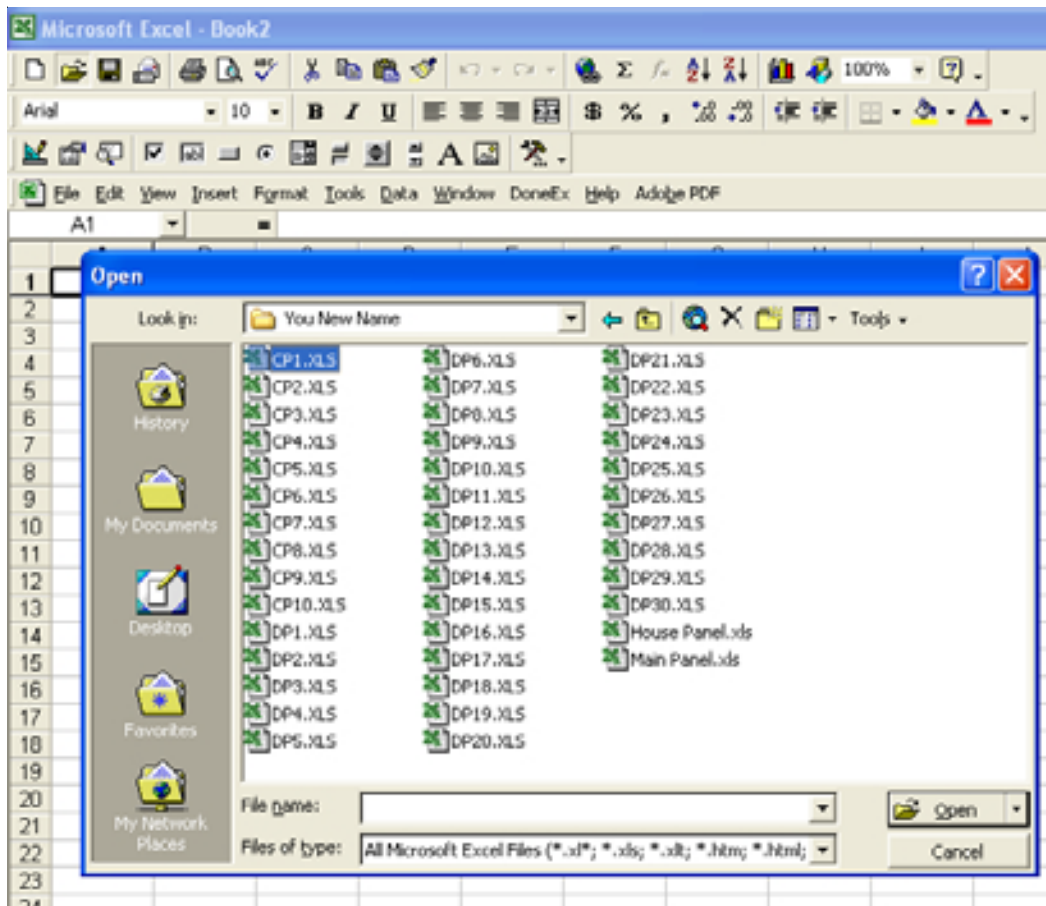 Microsoft Excel - Book2
100%
Arial 10 B I U $ % ,
File Edit View Insert Format Tools Data Window DoneEx Help Adobe PDF
A1 =
Open
Look in: You New Name Tools
History
My Documents
Desktop
Favorites
My Network Places
CP1.XLS
CP2.XLS
CP3.XLS
CP4.XLS
CP5.XLS
CP6.XLS
CP7.XLS
CP8.XLS
CP9.XLS
CP10.XLS
DP1.XLS
DP2.XLS
DP3.XLS
DP4.XLS
DP5.XLS
DP6.XLS
DP7.XLS
DP8.XLS
DP9.XLS
DP10.XLS
DP11.XLS
DP12.XLS
DP13.XLS
DP14.XLS
DP15.XLS
DP16.XLS
DP17.XLS
DP18.XLS
DP19.XLS
DP20.XLS
DP21.XLS
DP22.XLS
DP23.XLS
DP24.XLS
DP25.XLS
DP26.XLS
DP27.XLS
DP28.XLS
DP29.XLS
DP30.XLS
House Panel.xls
Main Panel.xls
File name:
Open
Files of type: All Microsoft Excel Files (*.xl*; *.xls; *.xlt; *.htm; *.html;
Cancel
1
2
3
4
5
6
7
8
9
10
11
12
13
14
15
16
17
18
19
20
21
22
23